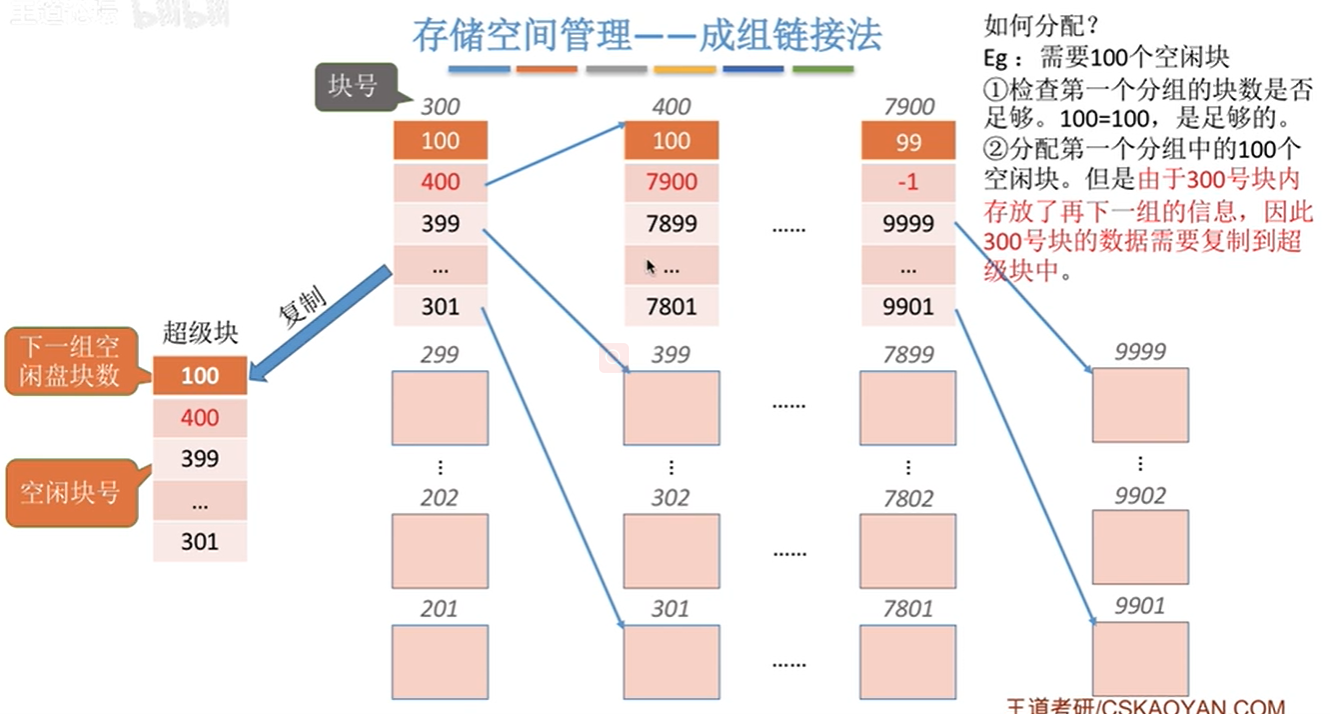 bilibili
存储空间管理——成组链接法
块号
300
400
7900
100
100
99
400
7900
-1
399
7899
......
9999
...
...
...
301
7801
9901
299
399
7899
9999
......
⋮
⋮
⋮
⋮
202
302
7802
9902
......
201
301
7801
9901
......
复制
超级块
下一组空
闲盘块数
100
400
399
空闲块号
...
301
如何分配？
Eg：需要100个空闲块
①检查第一个分组的块数是否
足够。100=100，是足够的。
②分配第一个分组中的100个
空闲块。但是由于300号块内
存放了再下一组的信息，因此
300号块的数据需要复制到超
级块中。
王道考研/CSKAOYAN.COM